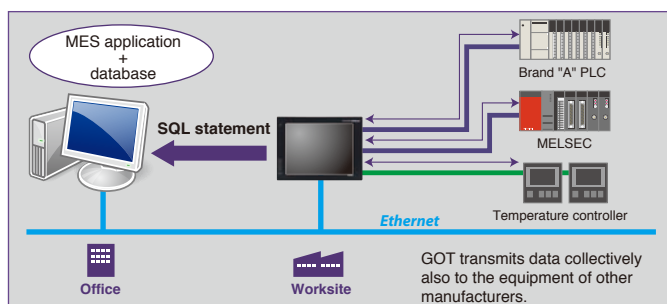 MES application
+
database
SQL statement
Brand "A" PLC
MELSEC
Temperature controller
Ethernet
Office
Worksite
GOT transmits data collectively
also to the equipment of other
manufacturers.